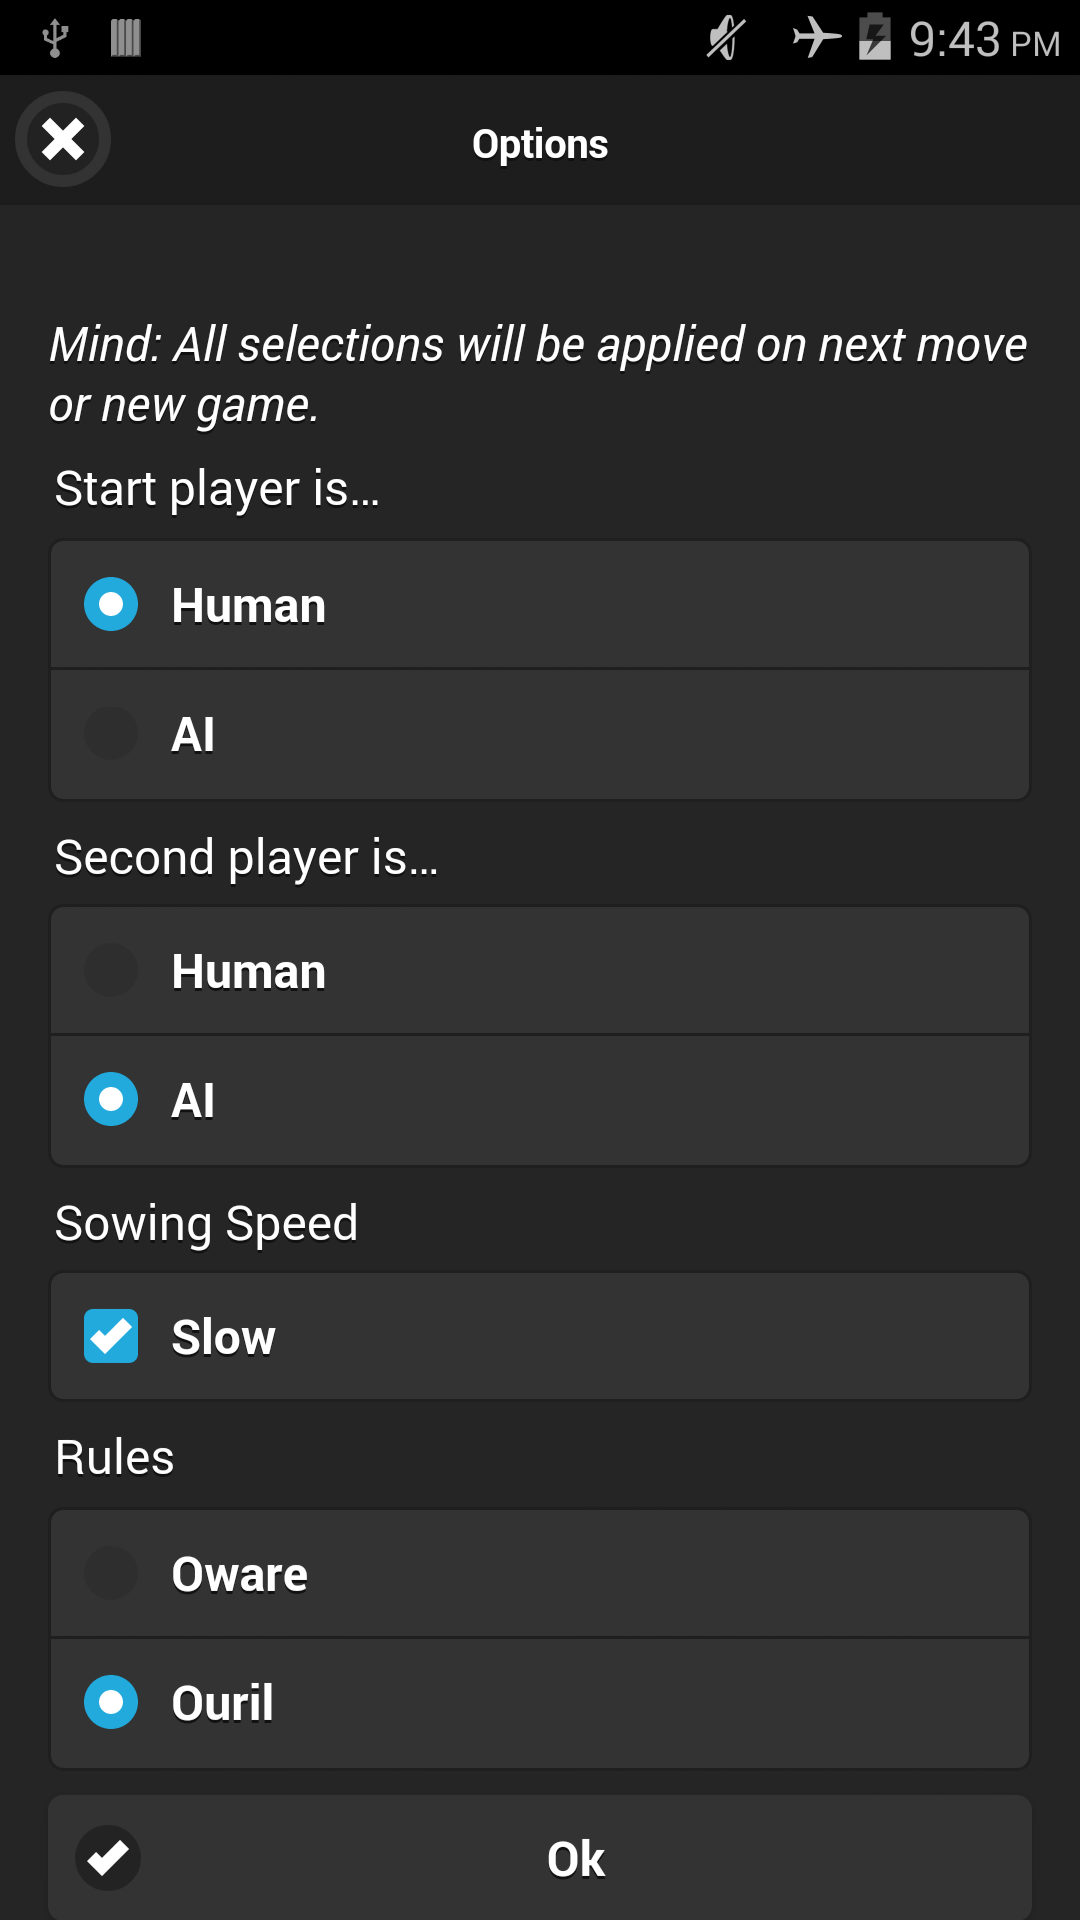 9:43 PM
Options
Mind: All selections will be applied on next move
or new game.
Start player is...
Human
AI
Second player is...
Human
AI
Sowing Speed
Slow
Rules
Oware
Ouril
Ok